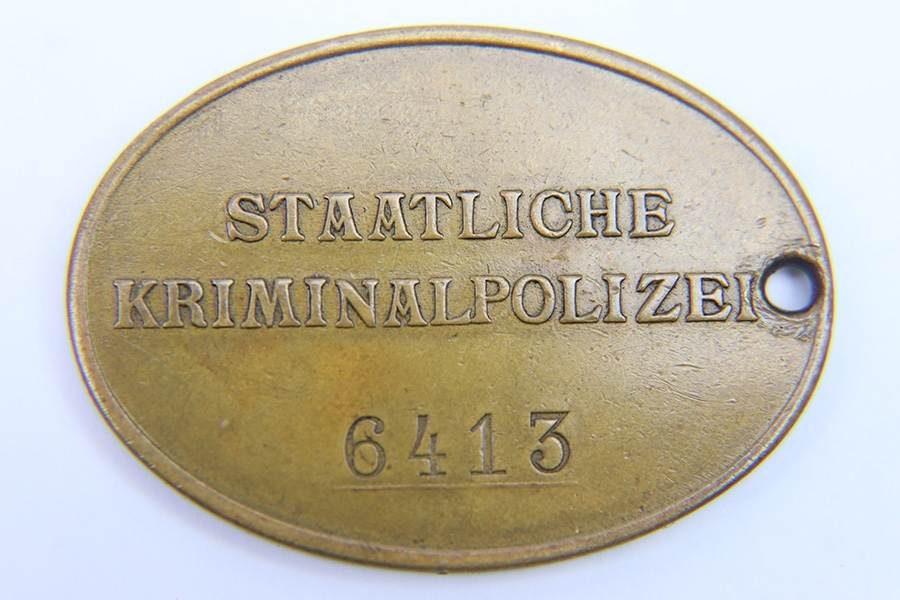 STAATLICHE
KRIMINALPOLIZEI
6413